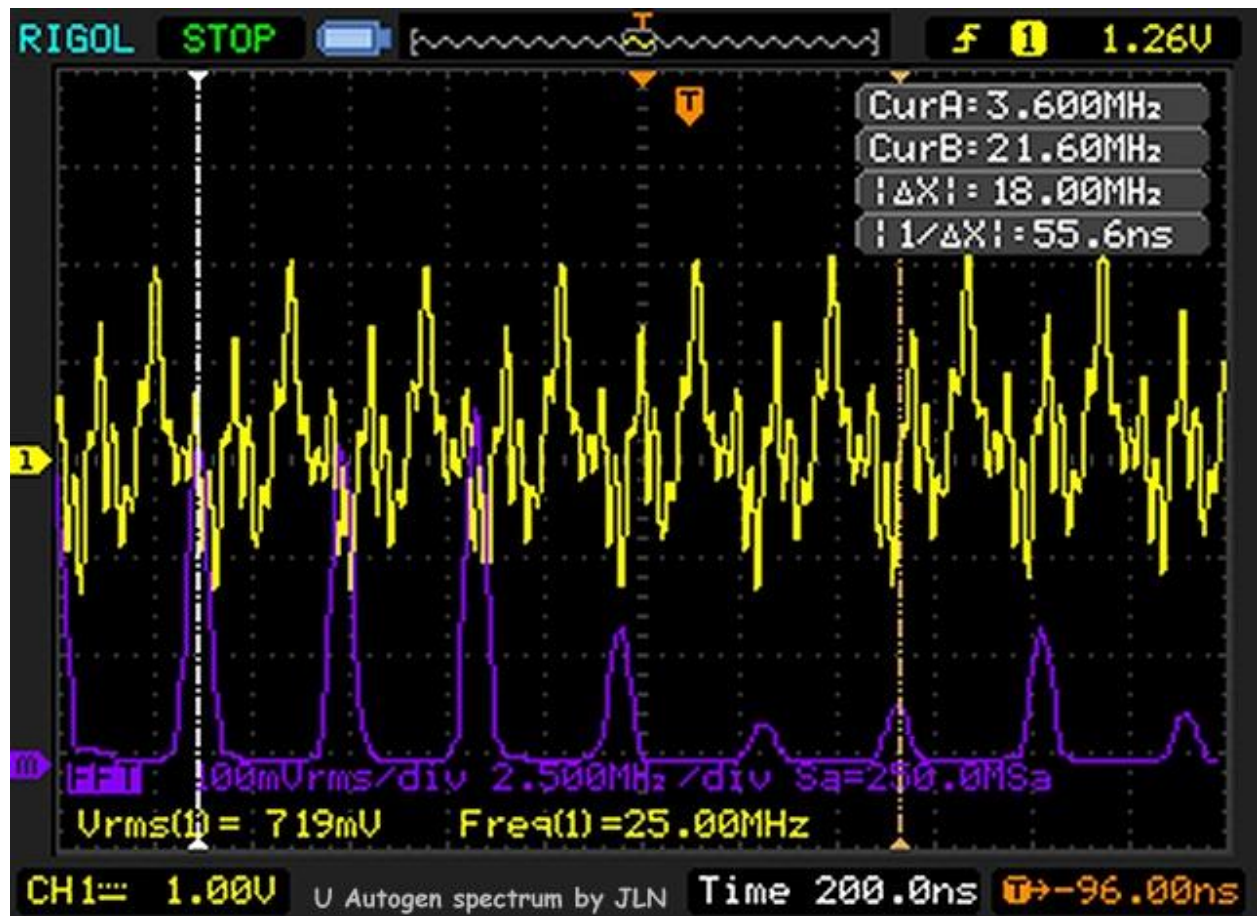 RIGOL STOP T f 1 1.26V
T
CurA=3.600MHz
CurB=21.60MHz
|ΔX|=18.00MHz
|1/ΔX|=55.6ns
1
m
FFT 100mVrms/div 2.500MHz/div Sa=250.0MSa
Vrms(1)= 719mV Freq(1)=25.00MHz
CH1 1.00V U Autogen spectrum by JLN Time 200.0ns T→-96.00ns